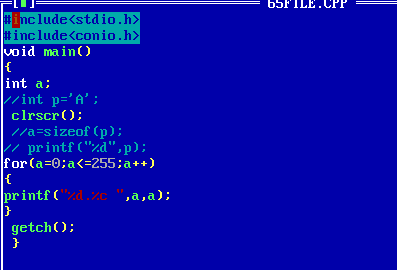 [■] 65FILE.CPP
#include<stdio.h>
#include<conio.h>
void main()
{
int a;
//int p='A';
clrscr();
//a=sizeof(p);
// printf("%d",p);
for(a=0;a<=255;a++)
{
printf("%d.%c ",a,a);
}
getch();
}